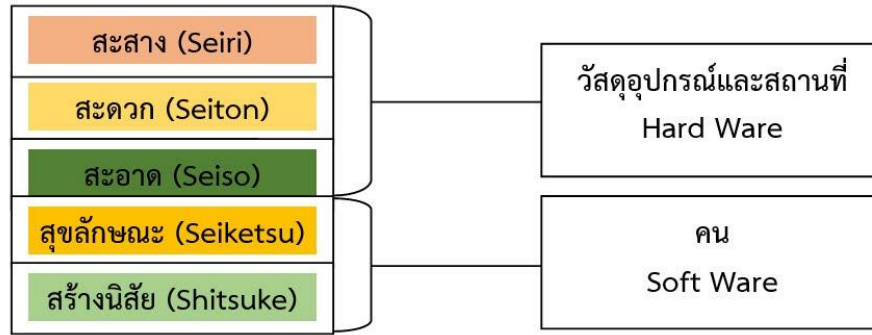 สะสาง (Seiri)
สะดวก (Seiton)
สะอาด (Seiso)
สุขลักษณะ (Seiketsu)
สร้างนิสัย (Shitsuke)
วัสดุอุปกรณ์และสถานที่
Hard Ware
คน
Soft Ware